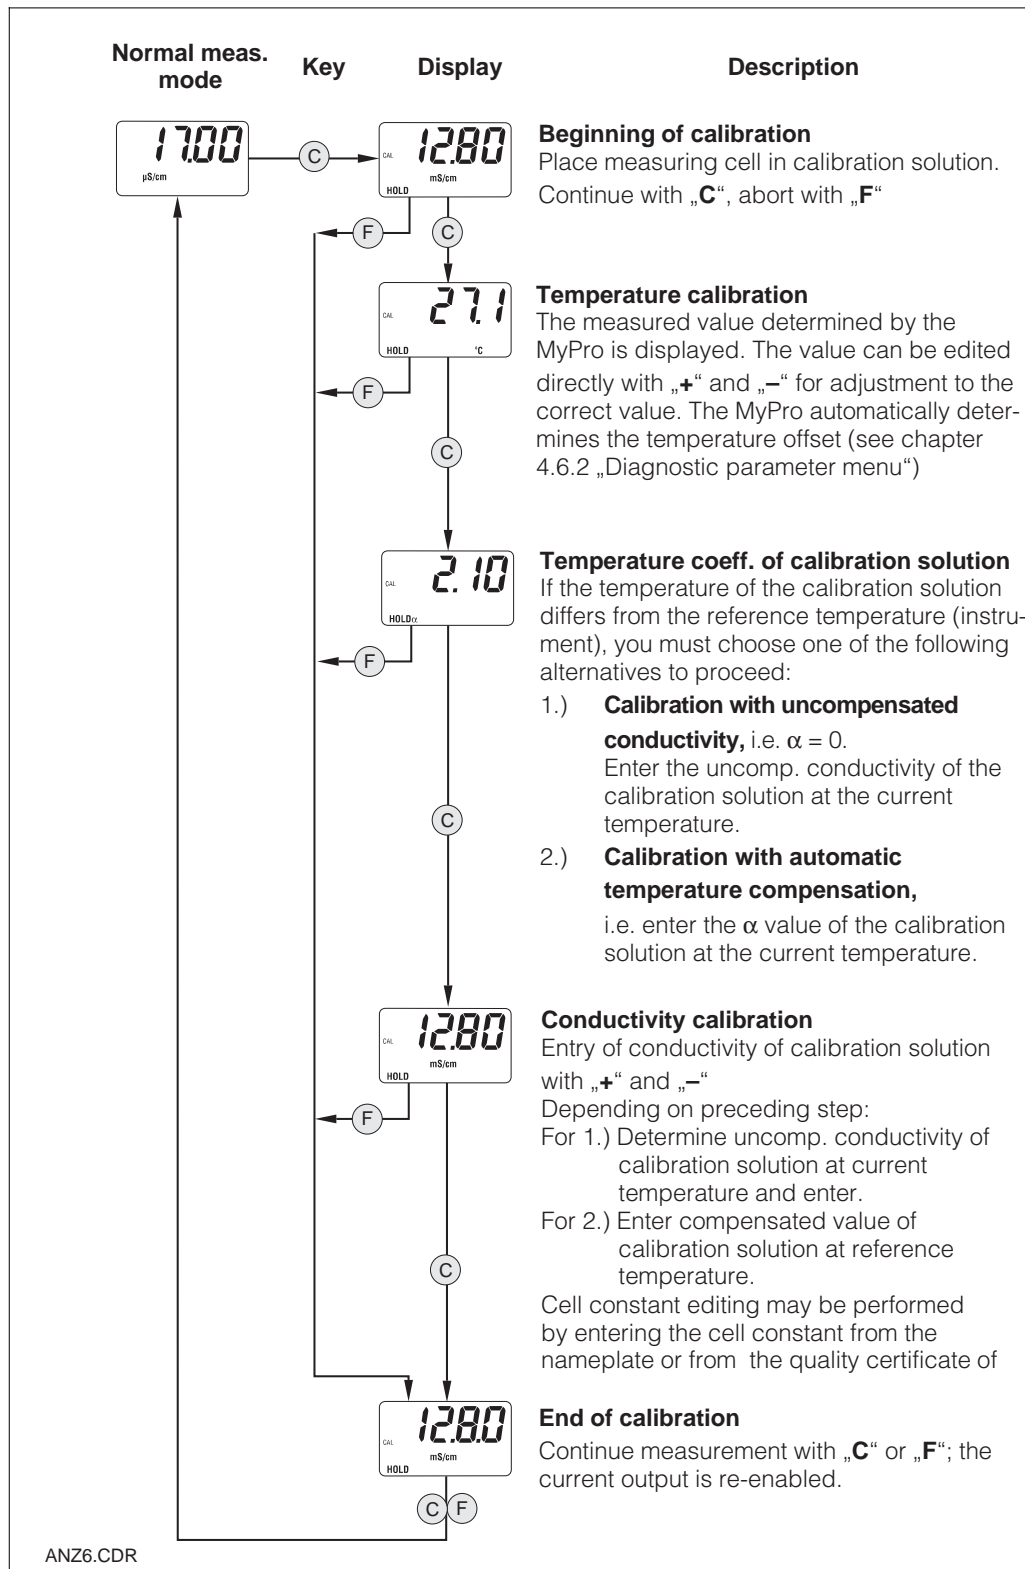 Normal meas. mode
Key
Display
Description
17.00
µS/cm
C
CAL
12.80
mS/cm
HOLD
Beginning of calibration
Place measuring cell in calibration solution.
Continue with „C“, abort with „F“
F
C
CAL
27.1
HOLD
°C
Temperature calibration
The measured value determined by the
MyPro is displayed. The value can be edited
directly with „+“ and „–“ for adjustment to the
correct value. The MyPro automatically deter-
mines the temperature offset (see chapter
4.6.2 „Diagnostic parameter menu“)
F
C
CAL
2.10
HOLDα
Temperature coeff. of calibration solution
If the temperature of the calibration solution
differs from the reference temperature (instru-
ment), you must choose one of the following
alternatives to proceed:
F
1.) Calibration with uncompensated
conductivity, i.e. α = 0.
Enter the uncomp. conductivity of the
calibration solution at the current
temperature.
C
2.) Calibration with automatic
temperature compensation,
i.e. enter the α value of the calibration
solution at the current temperature.
CAL
12.80
mS/cm
HOLD
Conductivity calibration
Entry of conductivity of calibration solution
with „+“ and „–“
Depending on preceding step:
F
For 1.) Determine uncomp. conductivity of
calibration solution at current
temperature and enter.
For 2.) Enter compensated value of
calibration solution at reference
temperature.
C
Cell constant editing may be performed
by entering the cell constant from the
nameplate or from the quality certificate of
CAL
12.8.0
mS/cm
HOLD
End of calibration
Continue measurement with „C“ or „F“; the
current output is re-enabled.
C F
ANZ6.CDR